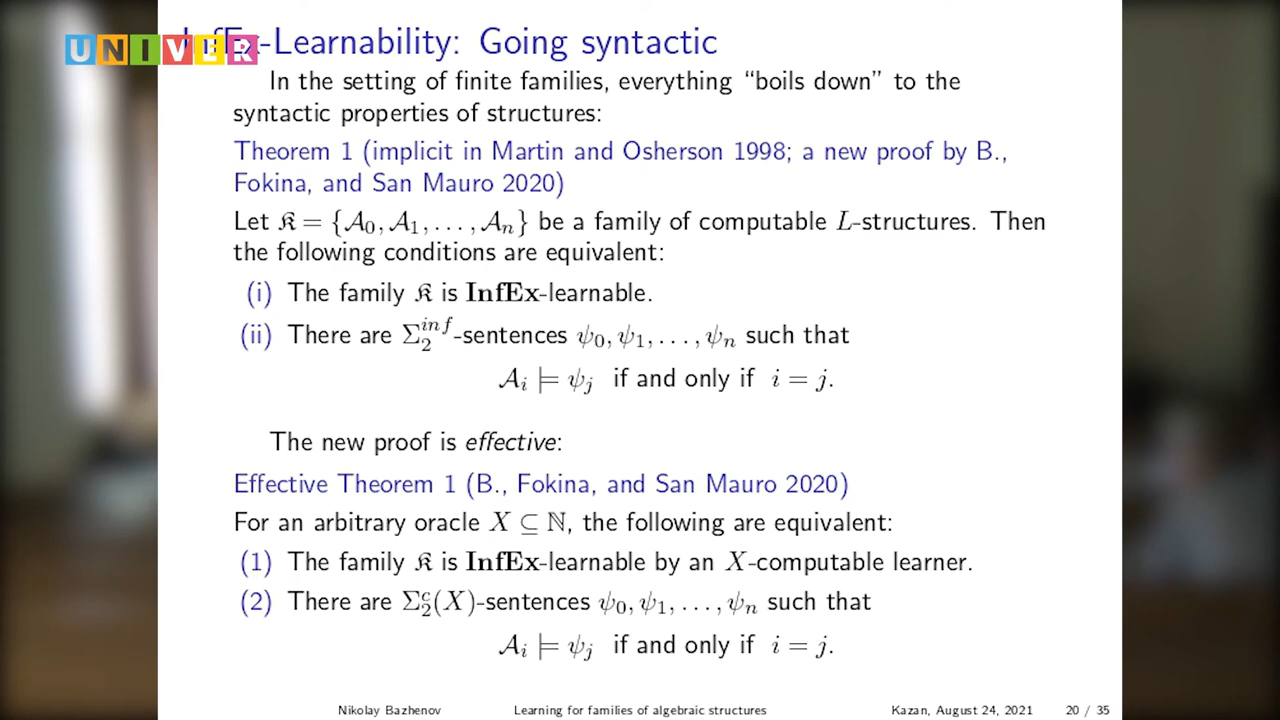 UNIVER
InfEx-Learnability: Going syntactic
In the setting of finite families, everything “boils down” to the
syntactic properties of structures:
Theorem 1 (implicit in Martin and Osherson 1998; a new proof by B.,
Fokina, and San Mauro 2020)
Let 𝔎 = {𝒜₀, 𝒜₁, . . . , 𝒜ₙ} be a family of computable L-structures. Then
the following conditions are equivalent:
(i) The family 𝔎 is InfEx-learnable.
(ii) There are Σ₂^{inf}-sentences ψ₀, ψ₁, . . . , ψₙ such that
𝒜ᵢ ⊨ ψⱼ if and only if i = j.
The new proof is effective:
Effective Theorem 1 (B., Fokina, and San Mauro 2020)
For an arbitrary oracle X ⊆ ℕ, the following are equivalent:
(1) The family 𝔎 is InfEx-learnable by an X-computable learner.
(2) There are Σ₂ᶜ(X)-sentences ψ₀, ψ₁, . . . , ψₙ such that
𝒜ᵢ ⊨ ψⱼ if and only if i = j.
Nikolay Bazhenov Learning for families of algebraic structures Kazan, August 24, 2021 20 / 35